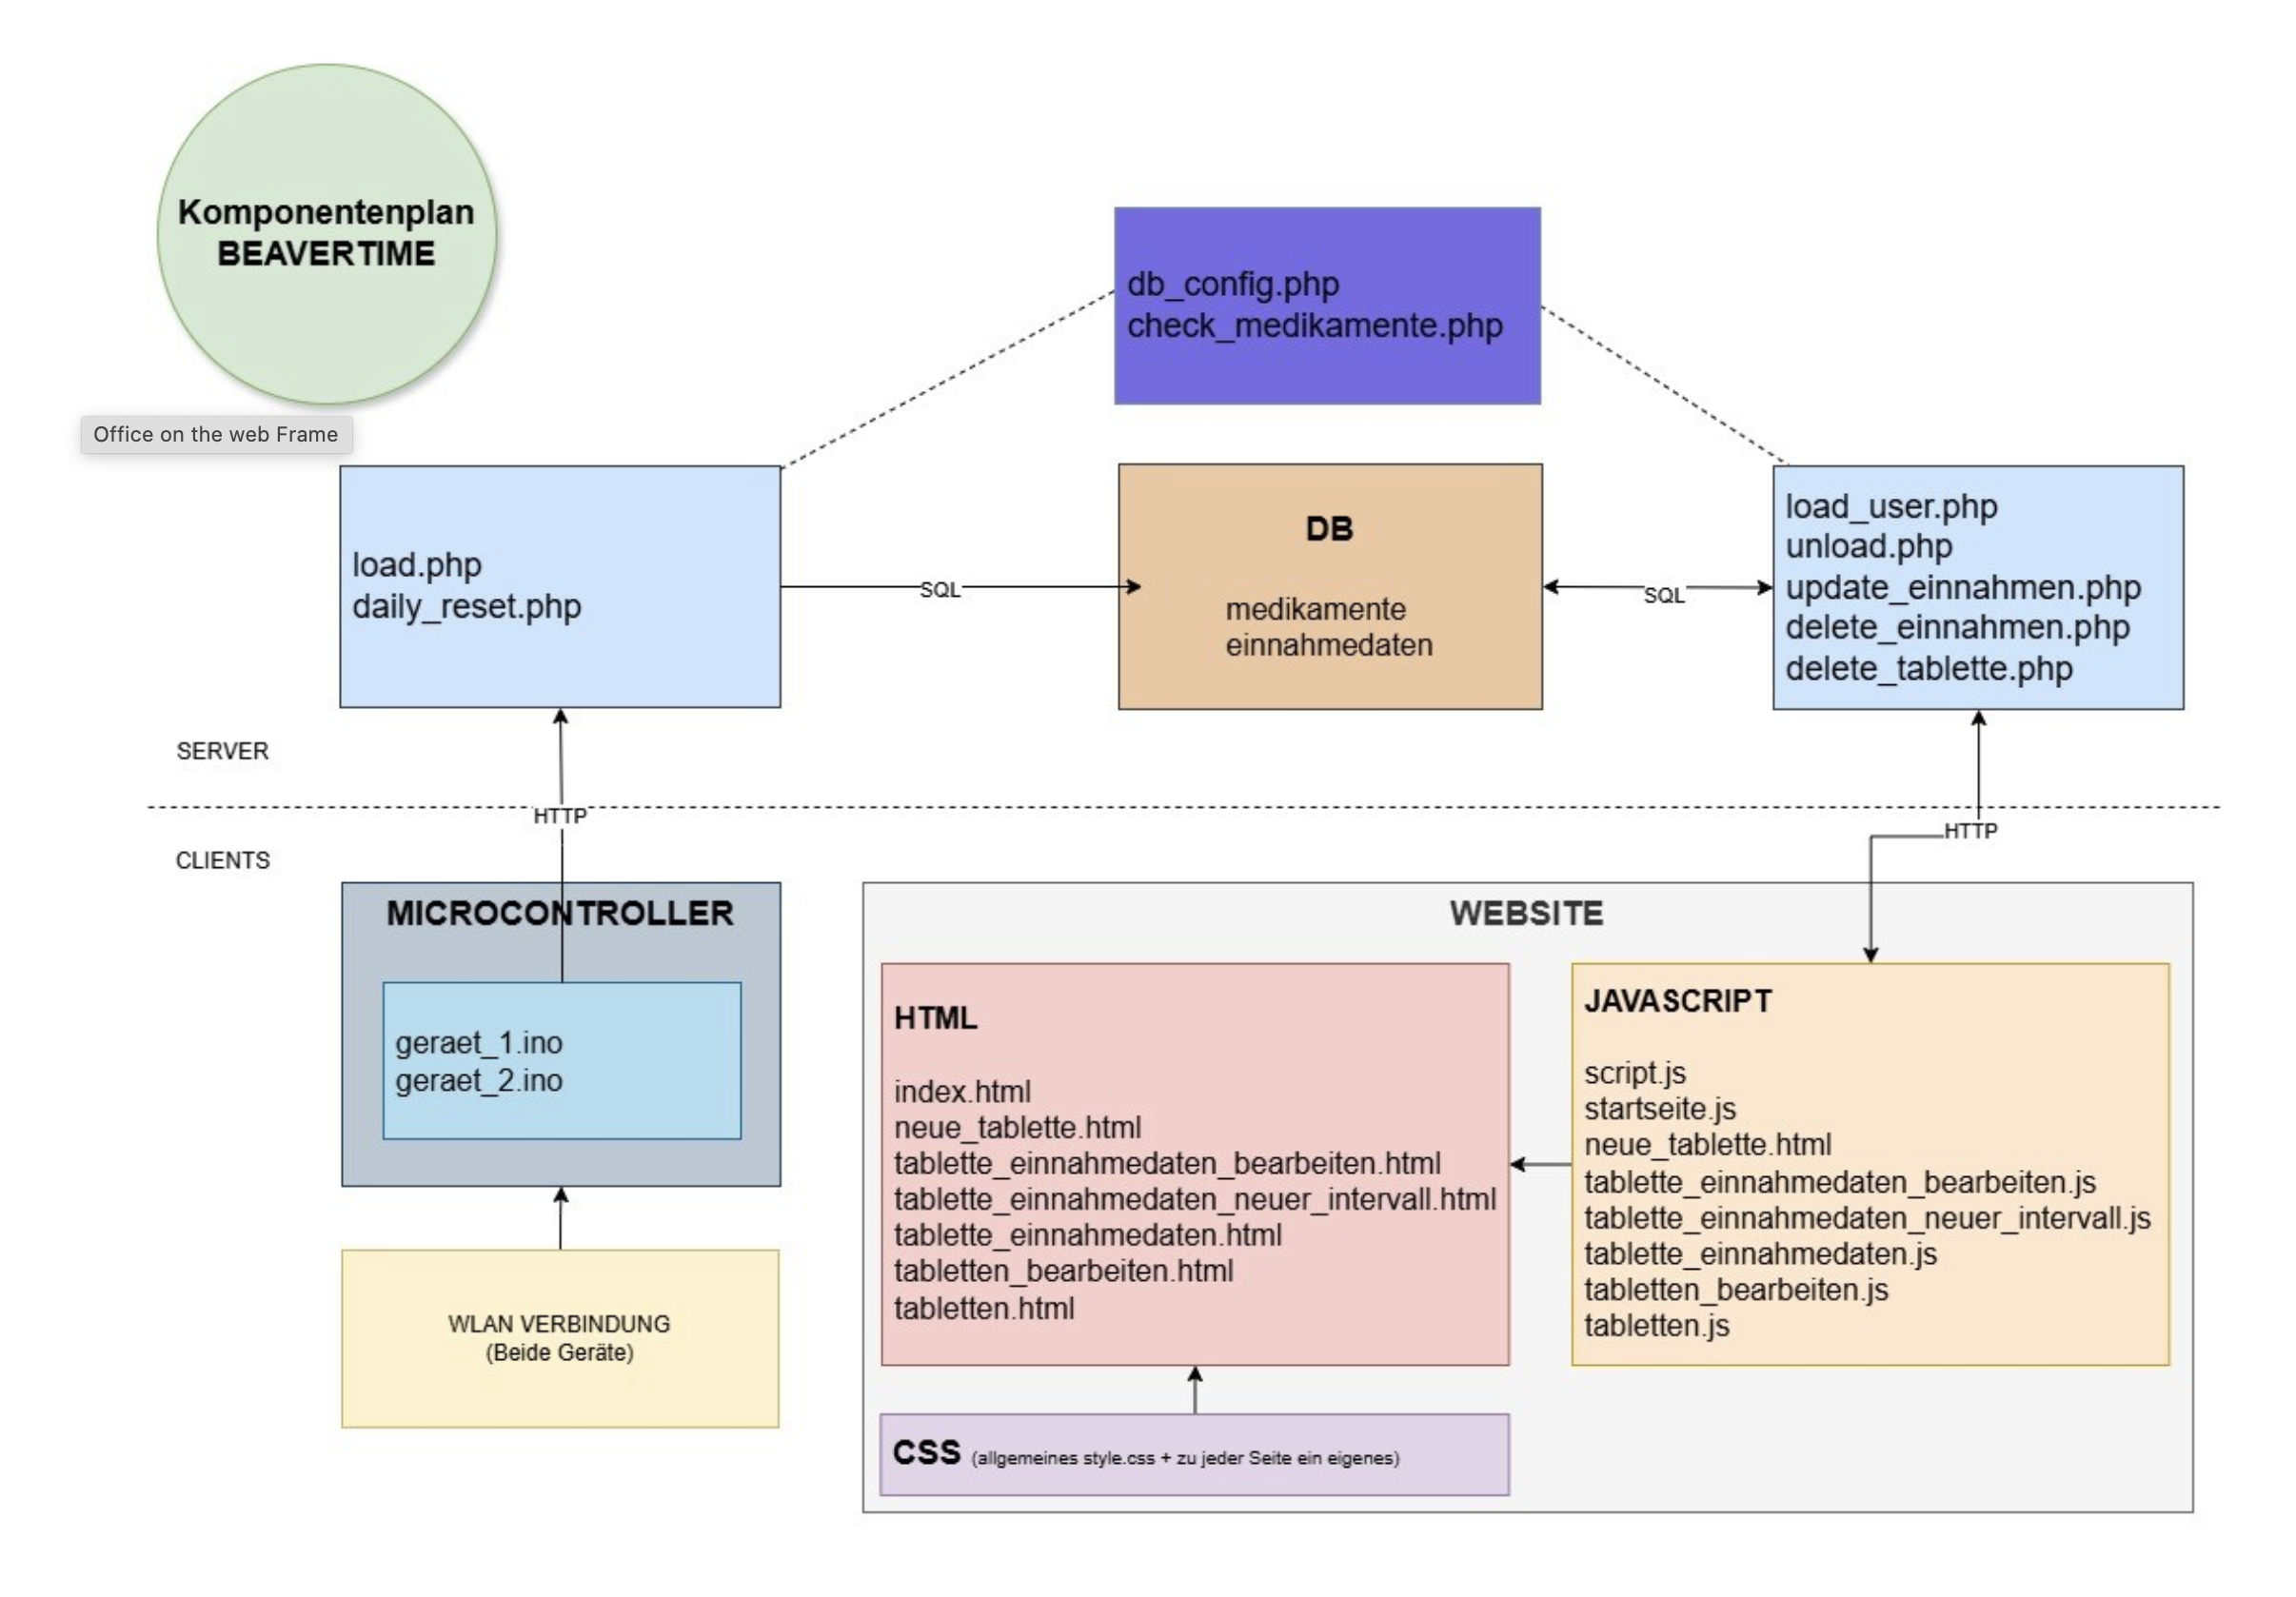 Komponentenplan
BEAVERTIME
Office on the web Frame
db_config.php
check_medikamente.php
load.php
daily_reset.php
SQL
DB
medikamente
einnahmedaten
SQL
load_user.php
unload.php
update_einnahmen.php
delete_einnahmen.php
delete_tablette.php
SERVER
HTTP
HTTP
CLIENTS
MICROCONTROLLER
geraet_1.ino
geraet_2.ino
WLAN VERBINDUNG
(Beide Geräte)
WEBSITE
HTML
index.html
neue_tablette.html
tablette_einnahmedaten_bearbeiten.html
tablette_einnahmedaten_neuer_intervall.html
tablette_einnahmedaten.html
tabletten_bearbeiten.html
tabletten.html
JAVASCRIPT
script.js
startseite.js
neue_tablette.html
tablette_einnahmedaten_bearbeiten.js
tablette_einnahmedaten_neuer_intervall.js
tablette_einnahmedaten.js
tabletten_bearbeiten.js
tabletten.js
CSS (allgemeines style.css + zu jeder Seite ein eigenes)